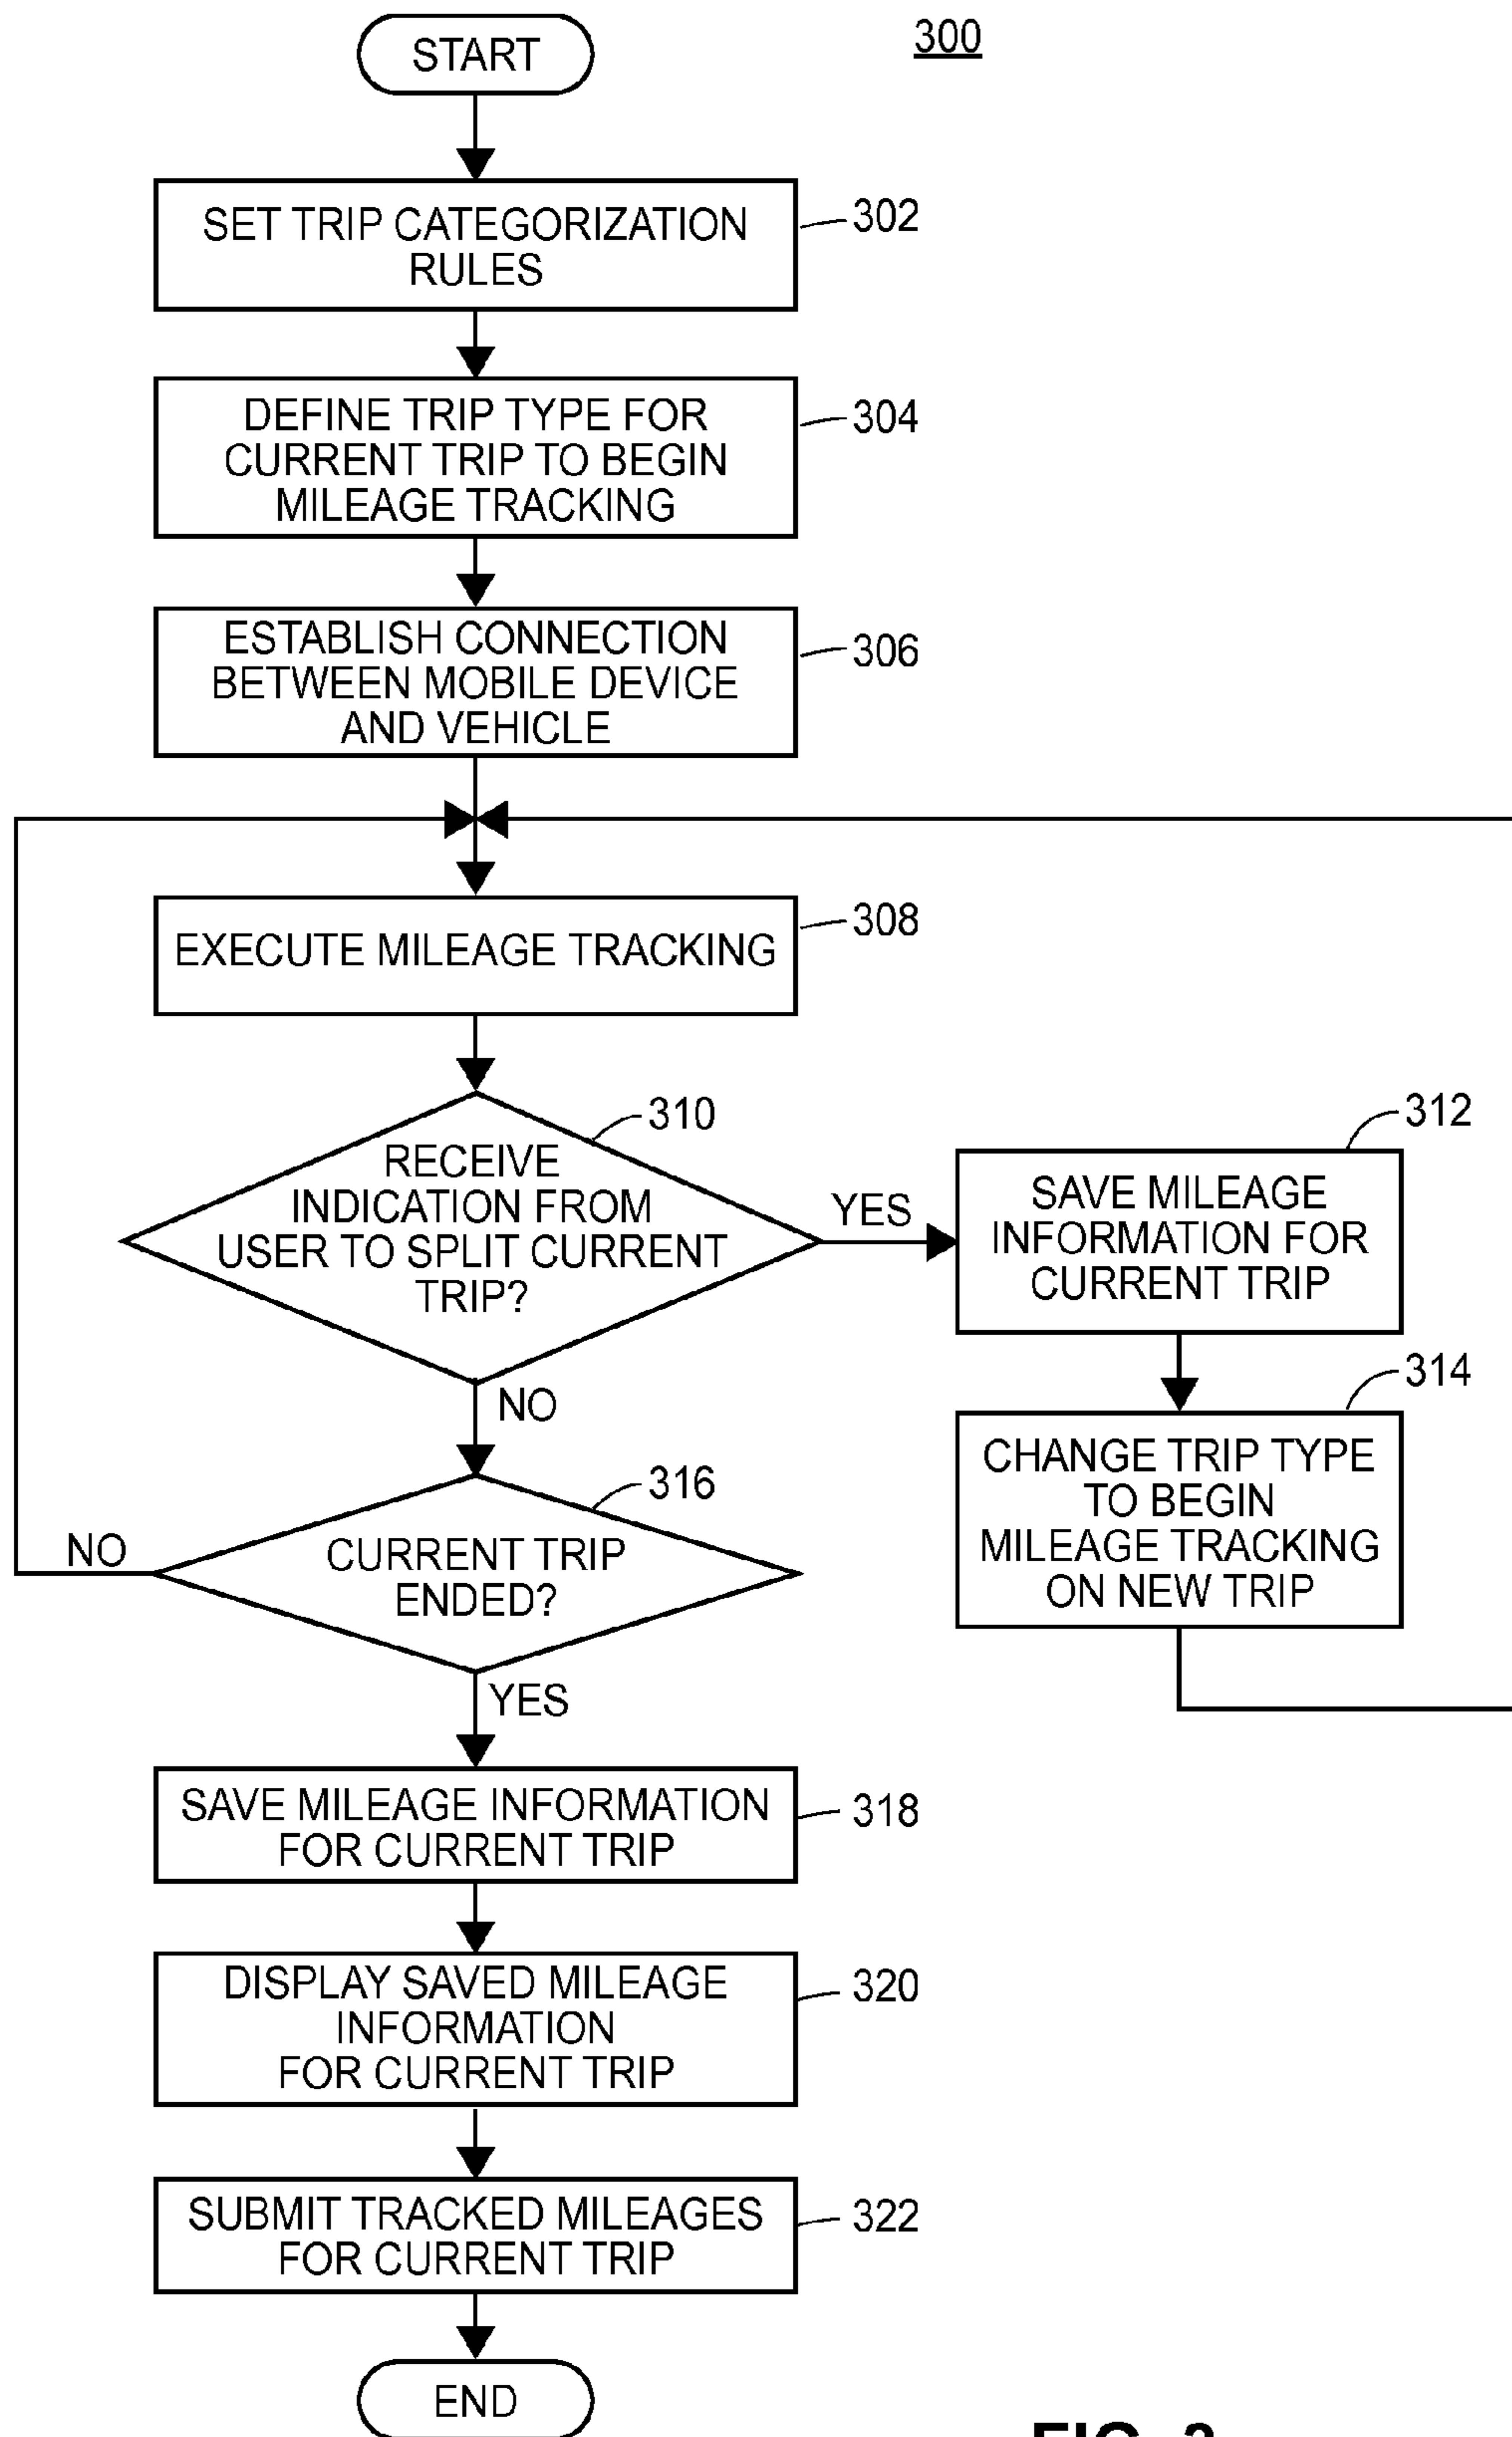 START
300
SET TRIP CATEGORIZATION
RULES
302
DEFINE TRIP TYPE FOR
CURRENT TRIP TO BEGIN
MILEAGE TRACKING
304
ESTABLISH CONNECTION
BETWEEN MOBILE DEVICE
AND VEHICLE
306
EXECUTE MILEAGE TRACKING
308
RECEIVE
INDICATION FROM
USER TO SPLIT CURRENT
TRIP?
310
YES
SAVE MILEAGE
INFORMATION FOR
CURRENT TRIP
312
NO
CHANGE TRIP TYPE
TO BEGIN
MILEAGE TRACKING
ON NEW TRIP
314
CURRENT TRIP
ENDED?
316
NO
YES
SAVE MILEAGE INFORMATION
FOR CURRENT TRIP
318
DISPLAY SAVED MILEAGE
INFORMATION
FOR CURRENT TRIP
320
SUBMIT TRACKED MILEAGES
FOR CURRENT TRIP
322
END
FIG. 3